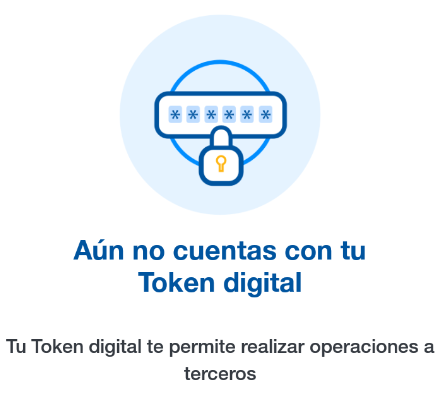 ******
Aún no cuentas con tu
Token digital
Tu Token digital te permite realizar operaciones a
terceros